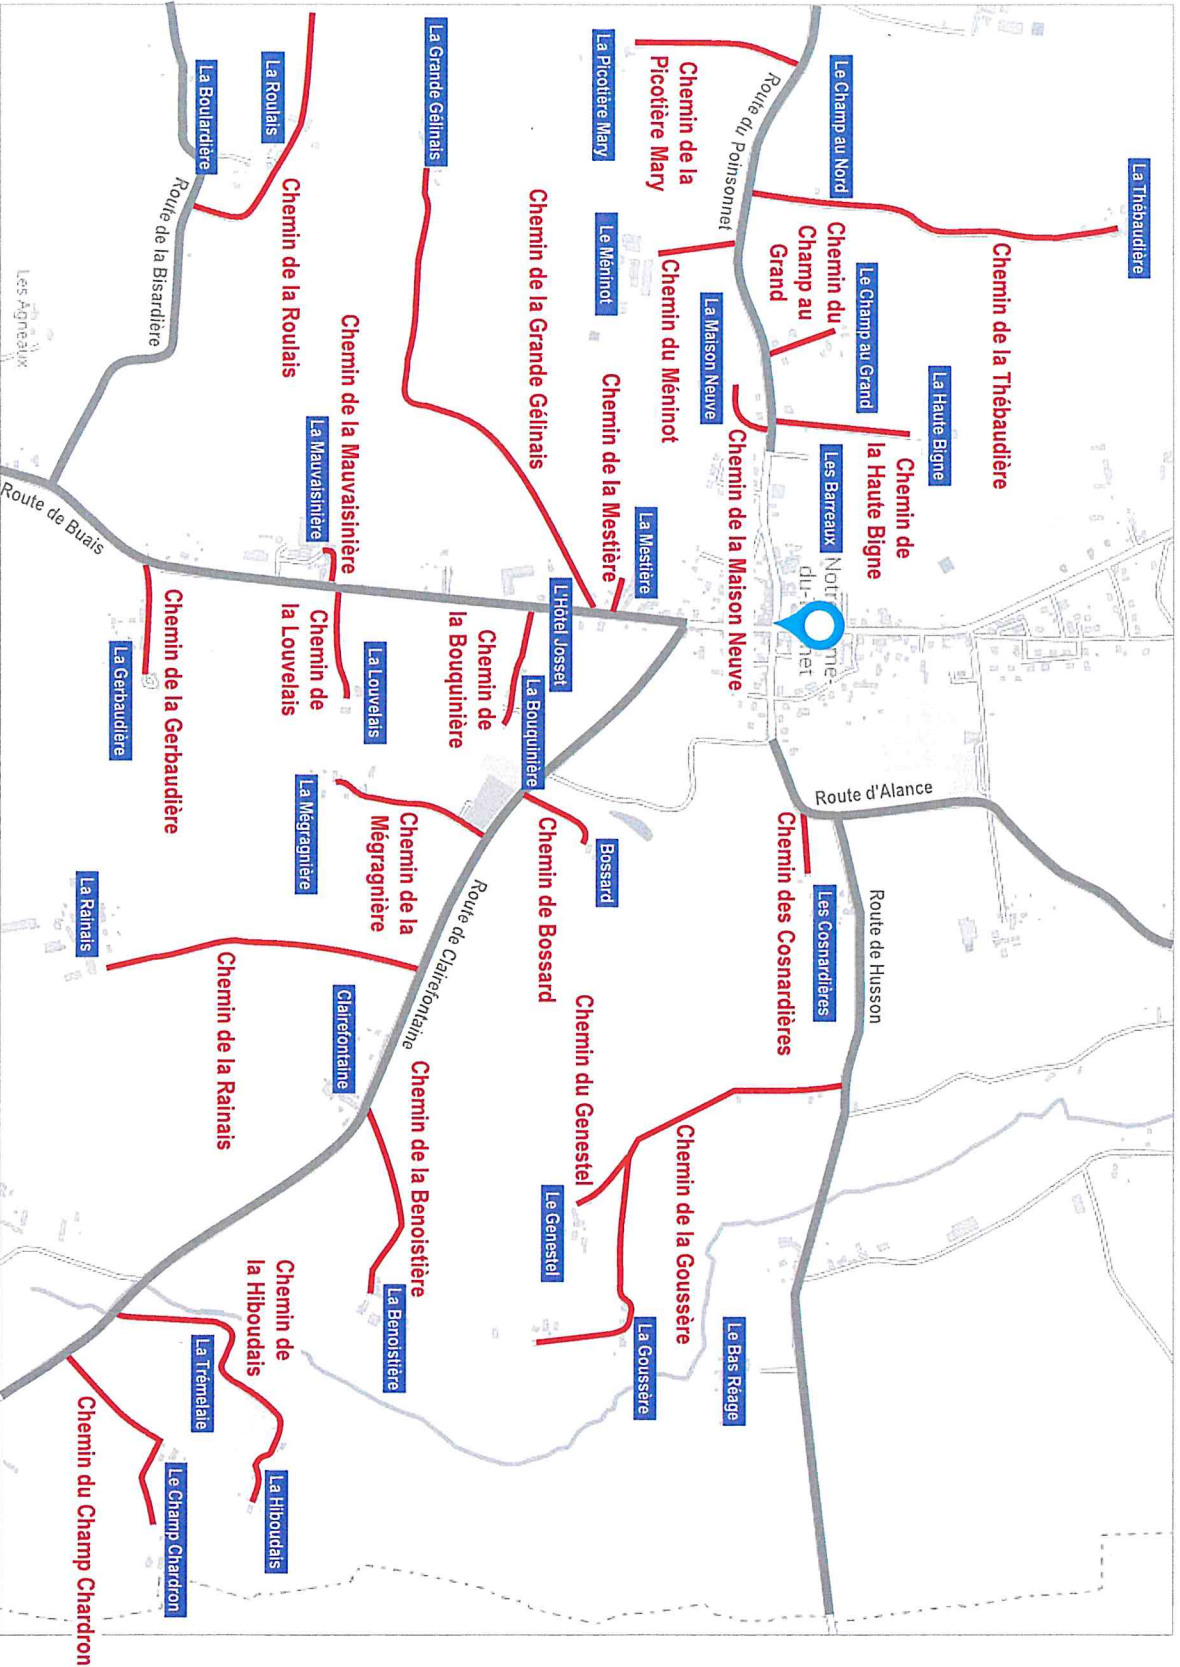 La Thébaudière
Chemin de la Thébaudière
La Haute Bigne
Chemin de
la Haute Bigne
Le Champ au Nord
Le Champ au Grand
Chemin du
Champ au
Grand
Les Barreaux
Route du Poinsonnet
La Maison Neuve
Chemin de la Maison Neuve
Chemin de la
Picotière Mary
La Picotière Mary
Le Méninot
Chemin du Méninot
La Mestière
Chemin de la Mestière
La Grande Gélinais
Chemin de la Grande Gélinais
L'Hôtel Josset
La Bouquinière
Chemin de
la Bouquinière
La Roulais
La Boulardière
Chemin de la Roulais
Route de la Bisardière
Les Agneaux
Chemin de la Mauvaisinière
La Mauvaisinière
Route de Buais
Chemin de
la Louvelais
La Louvelais
Chemin de la Gerbaudière
La Gerbaudière
Route d'Alance
Route de Husson
Les Cosnardières
Chemin des Cosnardières
Bossard
Chemin de Bossard
Chemin de la
Mégragnière
La Mégragnière
Route de Clairefontaine
La Rainais
Chemin de la Rainais
Clairefontaine
Chemin du Genestel
Le Genestel
Chemin de la Goussère
La Goussère
Le Bas Réage
Chemin de la Benoistière
La Benoistière
Chemin de
la Hiboudais
La Trémelaie
La Hiboudais
Le Champ Chardron
Chemin du Champ Chardron